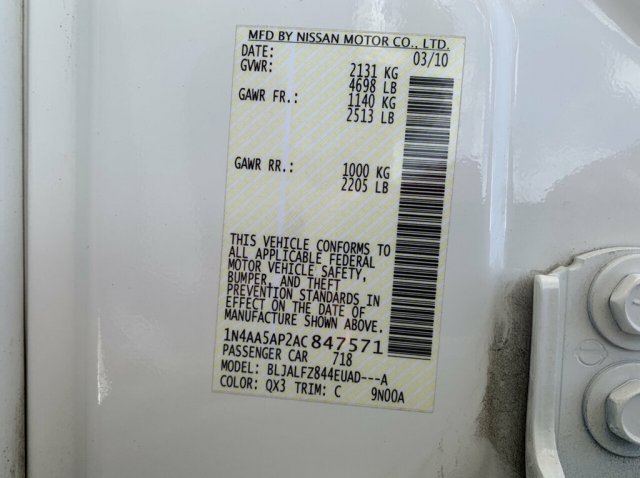 MFD BY NISSAN MOTOR CO., LTD.
DATE: 03/10
GVWR: 2131 KG
4698 LB
GAWR FR.: 1140 KG
2513 LB
GAWR RR.: 1000 KG
2205 LB
THIS VEHICLE CONFORMS TO
ALL APPLICABLE FEDERAL
MOTOR VEHICLE SAFETY,
BUMPER, AND THEFT
PREVENTION STANDARDS IN
EFFECT ON THE DATE OF
MANUFACTURE SHOWN ABOVE.
1N4AA5AP2AC847571
PASSENGER CAR 718
MODEL: BLJALFZ844EUAD---A
COLOR: QX3 TRIM: C 9N00A